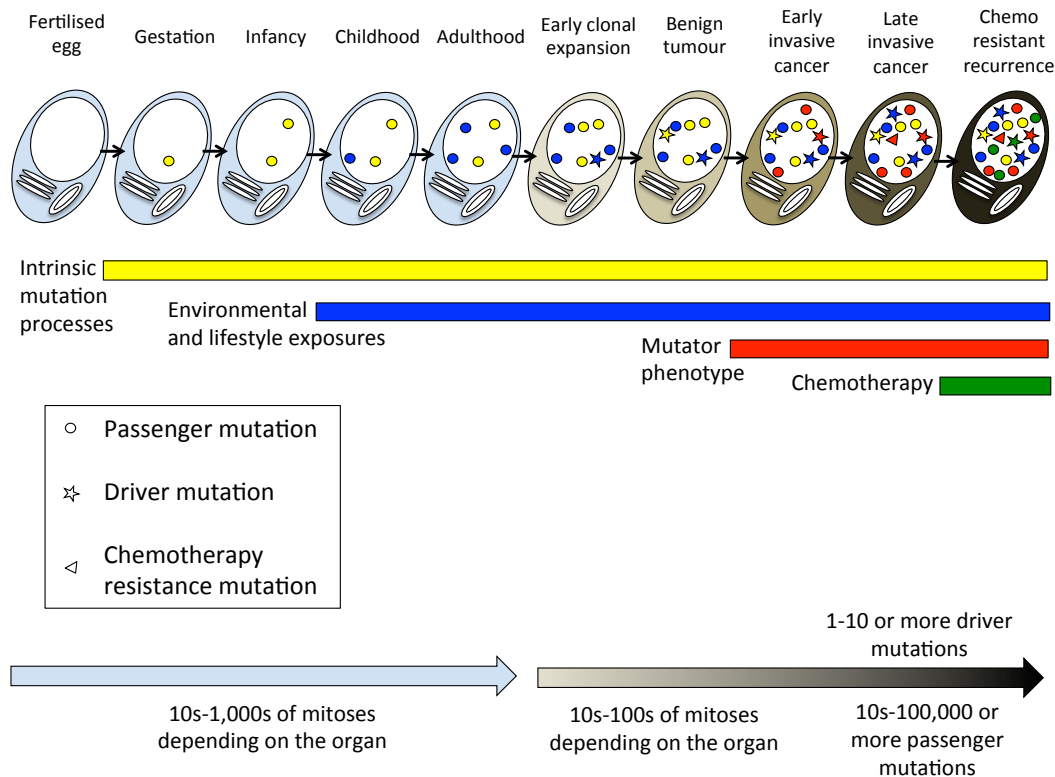 Fertilised
egg
Gestation
Infancy
Childhood
Adulthood
Early clonal
expansion
Benign
tumour
Early
invasive
cancer
Late
invasive
cancer
Chemo
resistant
recurrence
Intrinsic
mutation
processes
Environmental
and lifestyle exposures
Mutator
phenotype
Chemotherapy
Passenger mutation
Driver mutation
Chemotherapy
resistance mutation
1-10 or more driver
mutations
10s-1,000s of mitoses
depending on the organ
10s-100s of mitoses
depending on the organ
10s-100,000 or
more passenger
mutations